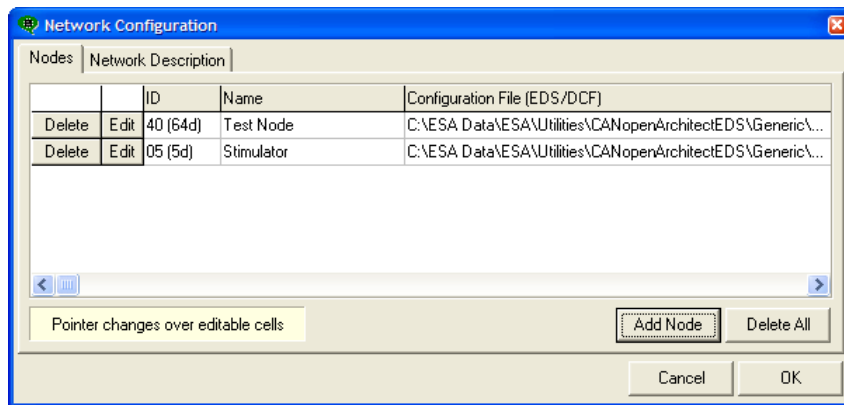 Network Configuration
Nodes Network Description
ID Name Configuration File (EDS/DCF)
Delete Edit 40 (64d) Test Node C:\ESA Data\ESA\Utilities\CANopenArchitectEDS\Generic\...
Delete Edit 05 (5d) Stimulator C:\ESA Data\ESA\Utilities\CANopenArchitectEDS\Generic\...
Pointer changes over editable cells Add Node Delete All
Cancel OK